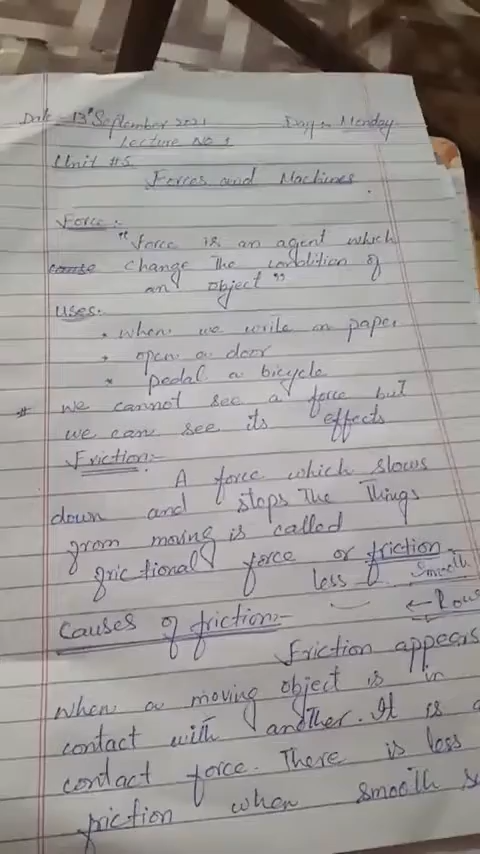 Date 13th September 2021 Day = Monday
Lecture No 1
Unit #5
Forces and Machines.
Force:-
"force is an agent which
cause change the condition of
an object"
Uses:-
• when we write on paper
• open a door
• pedal a bicycle
# we cannot see a force but
we can see its effects
Friction:-
A force which slows
down and stops the Things
from moving is called
frictional force or friction.
less smooth
Causes of friction:- ←Rou
Friction appears
when a moving object is in
contact with another. It is a
contact force. There is less
friction when smooth s